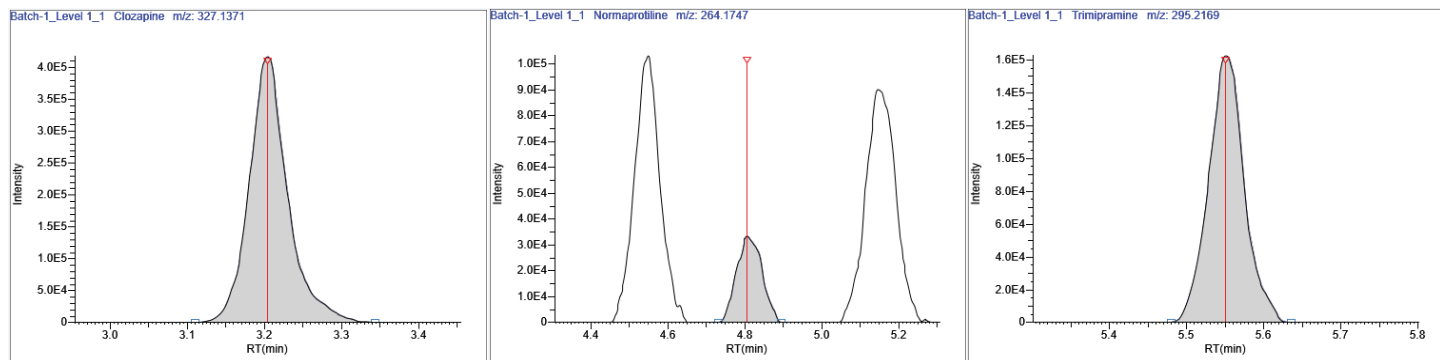 Batch-1_Level 1_1 Clozapine m/z: 327.1371
4.0E5
3.5E5
3.0E5
2.5E5
2.0E5
1.5E5
1.0E5
5.0E4
0
Intensity
3.0
3.2
3.3
3.4
RT(min)
Batch-1_Level 1_1 Normaprotiline m/z: 264.1747
1.0E5
9.0E4
8.0E4
7.0E4
6.0E4
5.0E4
4.0E4
3.0E4
2.0E4
1.0E4
0
Intensity
4.4
4.8
5.0
5.2
RT(min)
Batch-1_Level 1_1 Trimipramine m/z: 295.2169
1.6E5
1.4E5
1.2E5
1.0E5
8.0E4
6.0E4
4.0E4
2.0E4
0
Intensity
5.4
5.5
5.6
5.7
5.8
RT(min)